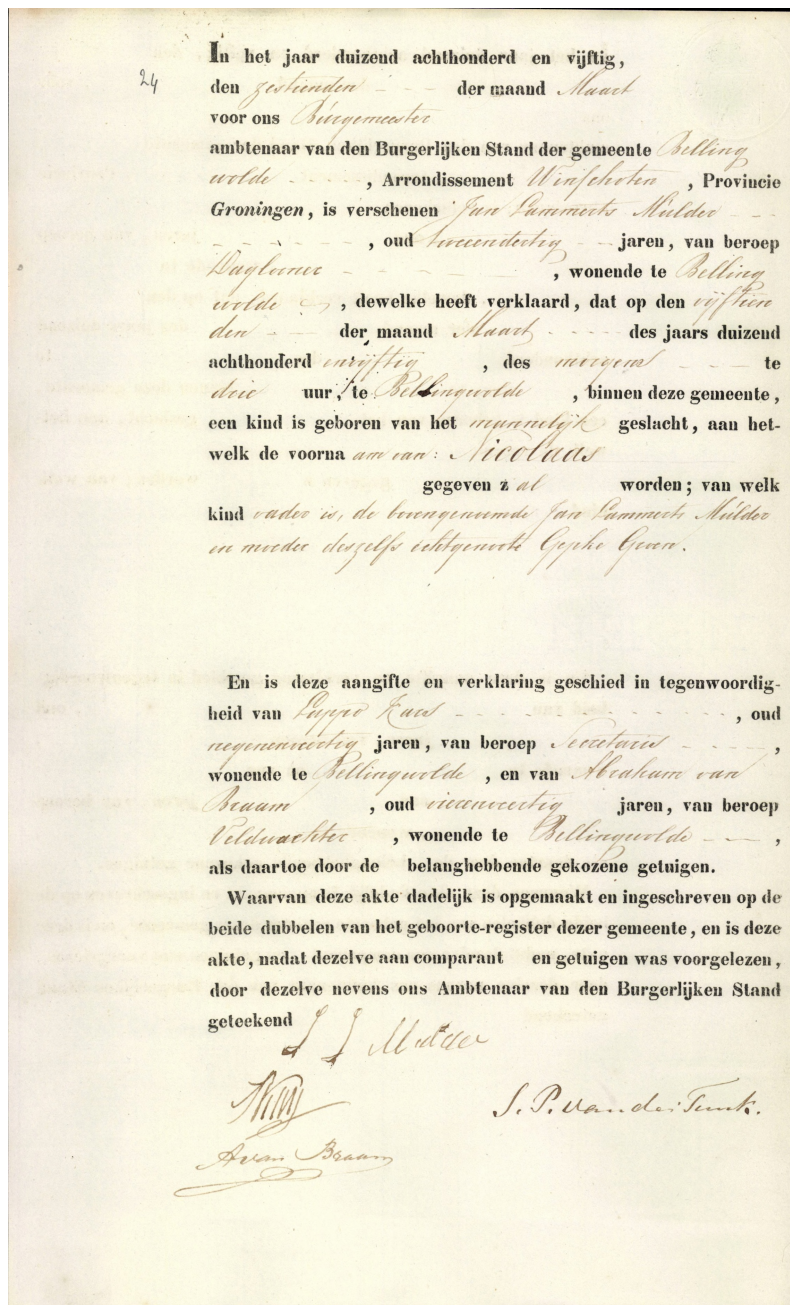 24
In het jaar duizend achthonderd en vijftig,
den zestienden der maand Maart
voor ons Burgemeester
ambtenaar van den Burgerlijken Stand der gemeente Belling
wolde , Arrondissement Winschoten , Provincie
Groningen, is verschenen Jan Lammerts Mulder
, oud tweeendertig jaren, van beroep
Daglooner , wonende te Belling
wolde , dewelke heeft verklaard, dat op den vijftien
den der maand Maart des jaars duizend
achthonderd envijftig , des morgens te
drie uur, te Bellingwolde , binnen deze gemeente,
een kind is geboren van het mannelijk geslacht, aan het-
welk de voorna am van: Nicolaas
gegeven z al worden; van welk
kind vader is, de bovengenoemde Jan Lammerts Mulder
en moeder deszelfs echtgenoote Geven.
En is deze aangifte en verklaring geschied in tegenwoordig-
heid van , oud
negenenveertig jaren, van beroep Secretaris ,
wonende te Bellingwolde , en van Abraham van
Braam , oud vierenveertig jaren, van beroep
Veldwachter , wonende te Bellingwolde ,
als daartoe door de belanghebbende gekozene getuigen.
Waarvan deze akte dadelijk is opgemaakt en ingeschreven op de
beide dubbelen van het geboorte-register dezer gemeente, en is deze
akte, nadat dezelve aan comparant en getuigen was voorgelezen,
door dezelve nevens ons Ambtenaar van den Burgerlijken Stand
geteekend
J L Mulder
S. P. van der Tuuk.
A van Braam